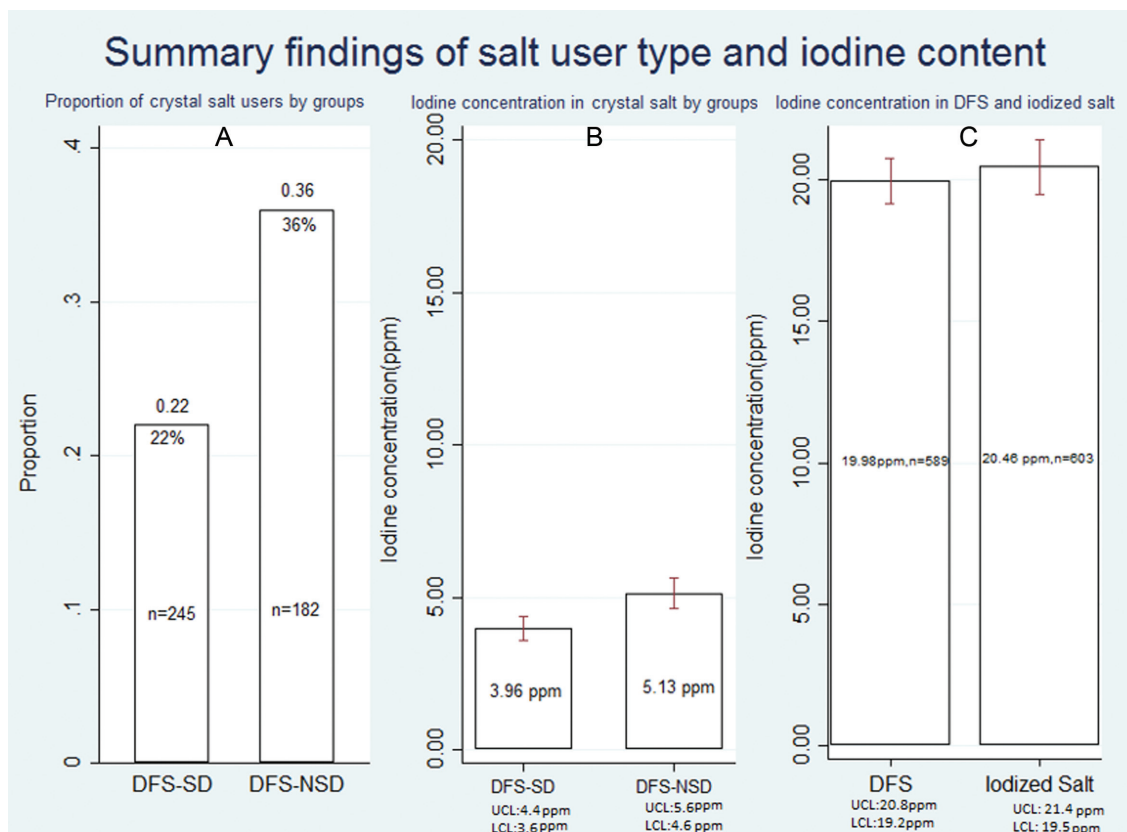 Summary findings of salt user type and iodine content
Proportion of crystal salt users by groups
A
Proportion
.4
.3
.2
.1
0
0.22
22%
n=245
0.36
36%
n=182
DFS-SD
DFS-NSD
Iodine concentration in crystal salt by groups
B
Iodine concentration(ppm)
20.00
15.00
10.00
5.00
0.00
3.96 ppm
5.13 ppm
DFS-SD
UCL:4.4ppm
LCL:3.6ppm
DFS-NSD
UCL:5.6ppm
LCL:4.6 ppm
Iodine concentration in DFS and iodized salt
C
Iodine concentration(ppm)
20.00
15.00
10.00
5.00
0.00
19.98ppm,n=589
20.46 ppm,n=603
DFS
UCL:20.8ppm
LCL:19.2ppm
Iodized Salt
UCL: 21.4 ppm
LCL: 19.5 ppm